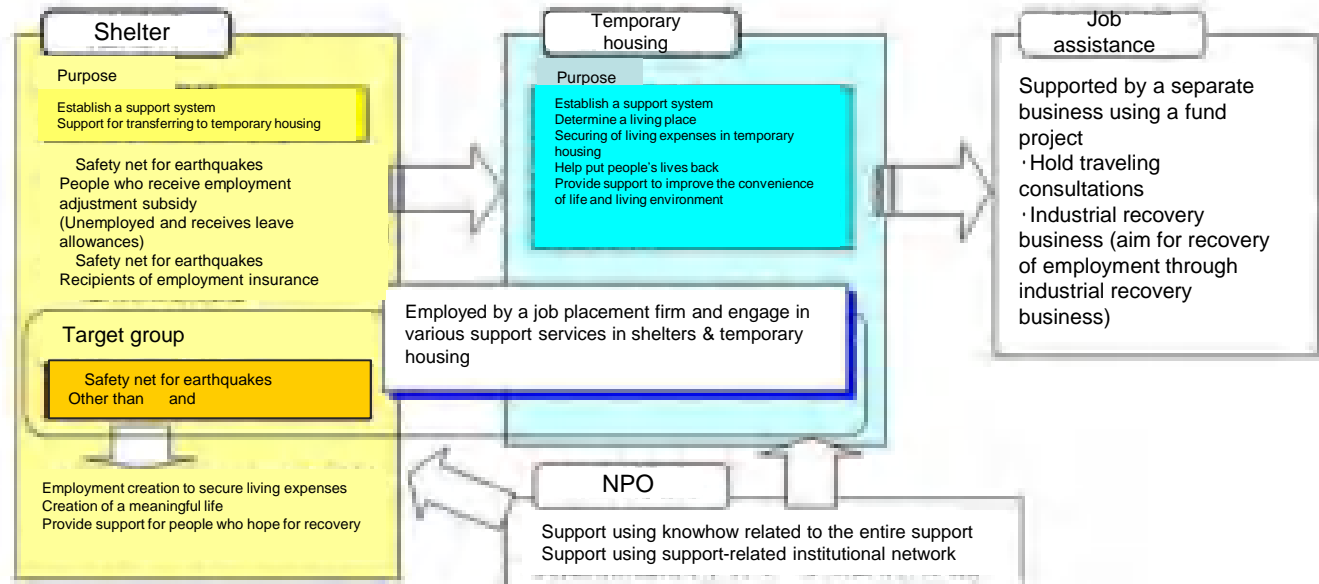 Shelter
Purpose
Establish a support system
Support for transferring to temporary housing
Safety net for earthquakes
People who receive employment
adjustment subsidy
(Unemployed and receives leave
allowances)
Safety net for earthquakes
Recipients of employment insurance
Target group
Safety net for earthquakes
Other than and
Employment creation to secure living expenses
Creation of a meaningful life
Provide support for people who hope for recovery
Temporary
housing
Purpose
Establish a support system
Determine a living place
Securing of living expenses in temporary
housing
Help put people's lives back
Provide support to improve the convenience
of life and living environment
Employed by a job placement firm and engage in
various support services in shelters & temporary
housing
NPO
Support using knowhow related to the entire support
Support using support-related institutional network
Job
assistance
Supported by a separate
business using a fund
project
·Hold traveling
consultations
·Industrial recovery
business (aim for recovery
of employment through
industrial recovery
business)